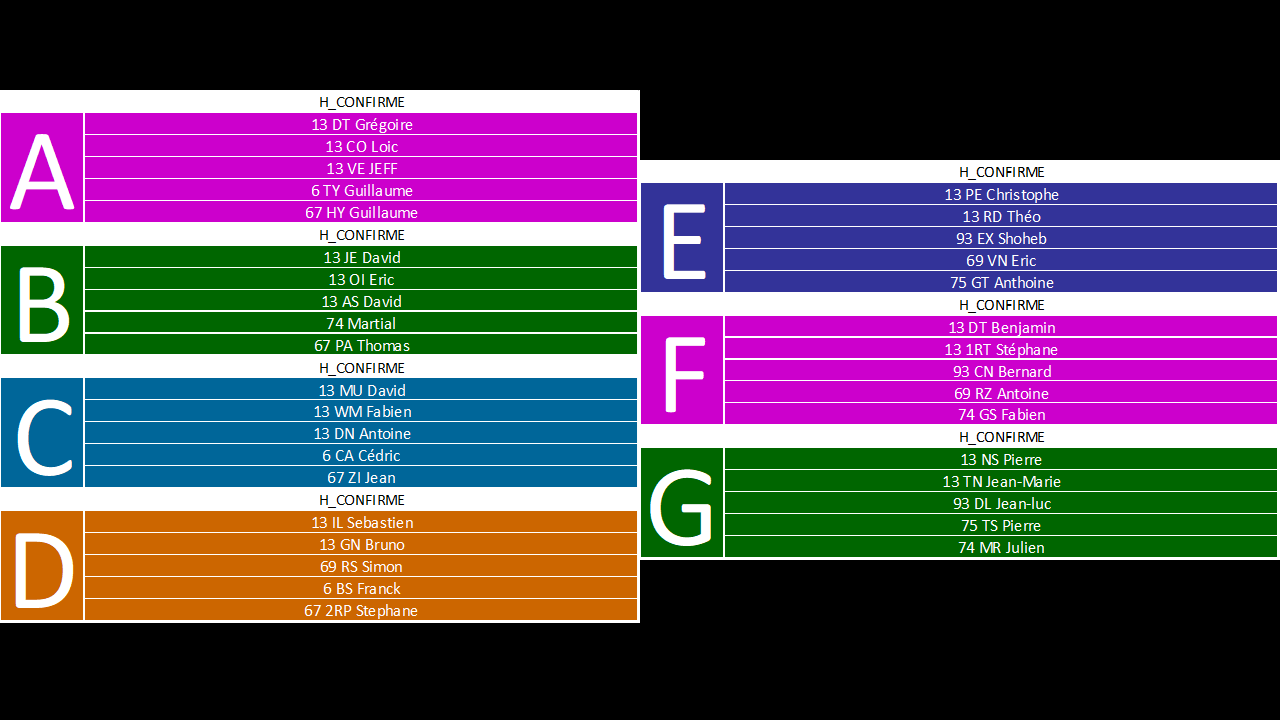 H_CONFIRME
A
13 DT Grégoire
13 CO Loic
13 VE JEFF
6 TY Guillaume
67 HY Guillaume
H_CONFIRME
B
13 JE David
13 OI Eric
13 AS David
74 Martial
67 PA Thomas
H_CONFIRME
C
13 MU David
13 WM Fabien
13 DN Antoine
6 CA Cédric
67 ZI Jean
H_CONFIRME
D
13 IL Sebastien
13 GN Bruno
69 RS Simon
6 BS Franck
67 2RP Stephane
H_CONFIRME
E
13 PE Christophe
13 RD Théo
93 EX Shoheb
69 VN Eric
75 GT Anthoine
H_CONFIRME
F
13 DT Benjamin
13 1RT Stéphane
93 CN Bernard
69 RZ Antoine
74 GS Fabien
H_CONFIRME
G
13 NS Pierre
13 TN Jean-Marie
93 DL Jean-luc
75 TS Pierre
74 MR Julien